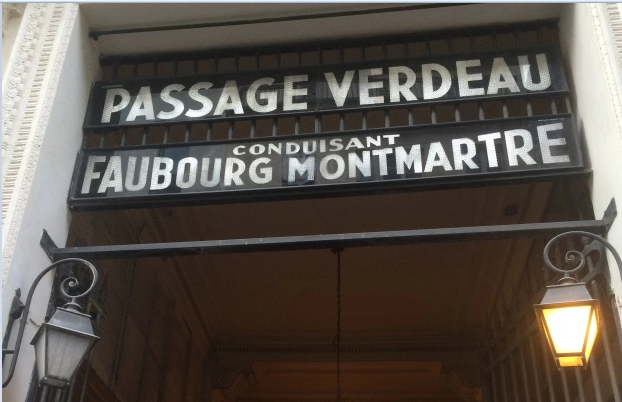 PASSAGE VERDEAU
CONDUISANT
FAUBOURG MONTMARTRE